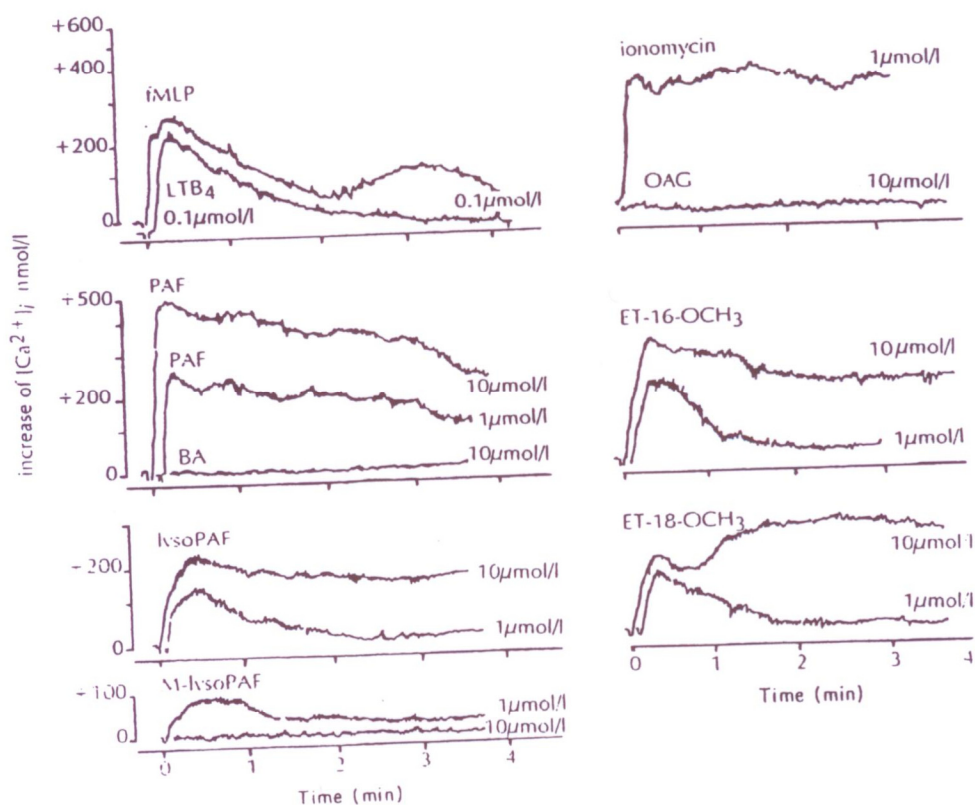 increase of [Ca2+]i; nmol/l
+600
+400
+200
0
fMLP
LTB4
0.1µmol/l
0.1µmol/l
+500
+200
0
PAF
10µmol/l
PAF
1µmol/l
BA
10µmol/l
200
0
lysoPAF
10µmol/l
1µmol/l
+100
0
M-lysoPAF
1µmol/l
10µmol/l
0 1 2 3 4
Time (min)
ionomycin
1µmol/l
OAG
10µmol/l
ET-16-OCH3
10µmol/l
1µmol/l
ET-18-OCH3
10µmol/l
1µmol/l
0 1 2 3 4
Time (min)